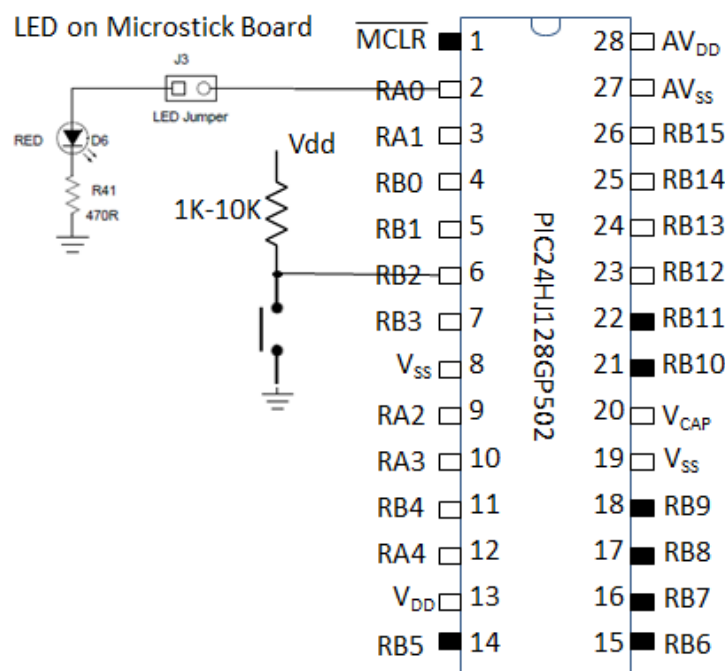 LED on Microstick Board
J3
LED Jumper
RED
D6
R41
470R
Vdd
1K-10K
MCLR 1 28 AVDD
RA0 2 27 AVSS
RA1 3 26 RB15
RB0 4 25 RB14
RB1 5 24 RB13
RB2 6 23 RB12
RB3 7 22 RB11
VSS 8 21 RB10
RA2 9 20 VCAP
RA3 10 19 VSS
RB4 11 18 RB9
RA4 12 17 RB8
VDD 13 16 RB7
RB5 14 15 RB6
PIC24HJ128GP502